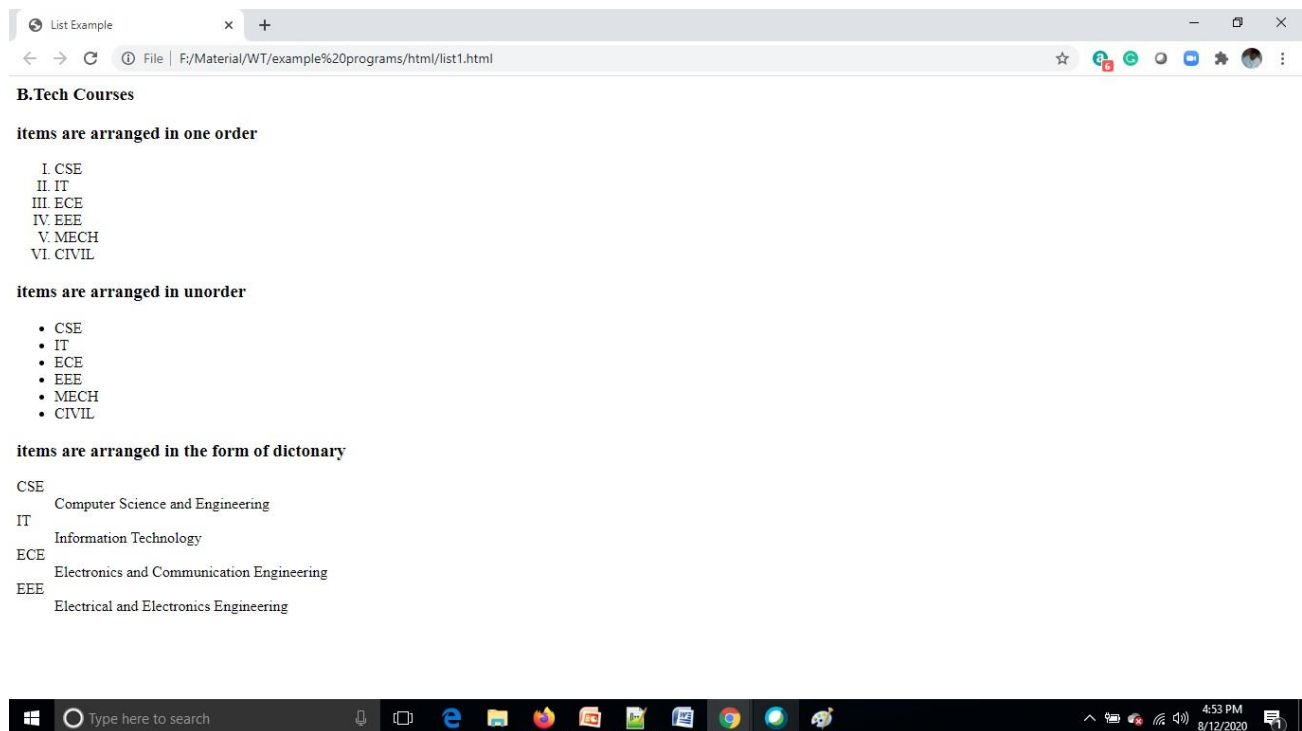 List Example
File | F:/Material/WT/example%20programs/html/list1.html
6
B.Tech Courses
items are arranged in one order
I. CSE
II. IT
III. ECE
IV. EEE
V. MECH
VI. CIVIL
items are arranged in unorder
• CSE
• IT
• ECE
• EEE
• MECH
• CIVIL
items are arranged in the form of dictonary
CSE
Computer Science and Engineering
IT
Information Technology
ECE
Electronics and Communication Engineering
EEE
Electrical and Electronics Engineering
Type here to search
4:53 PM
8/12/2020
1